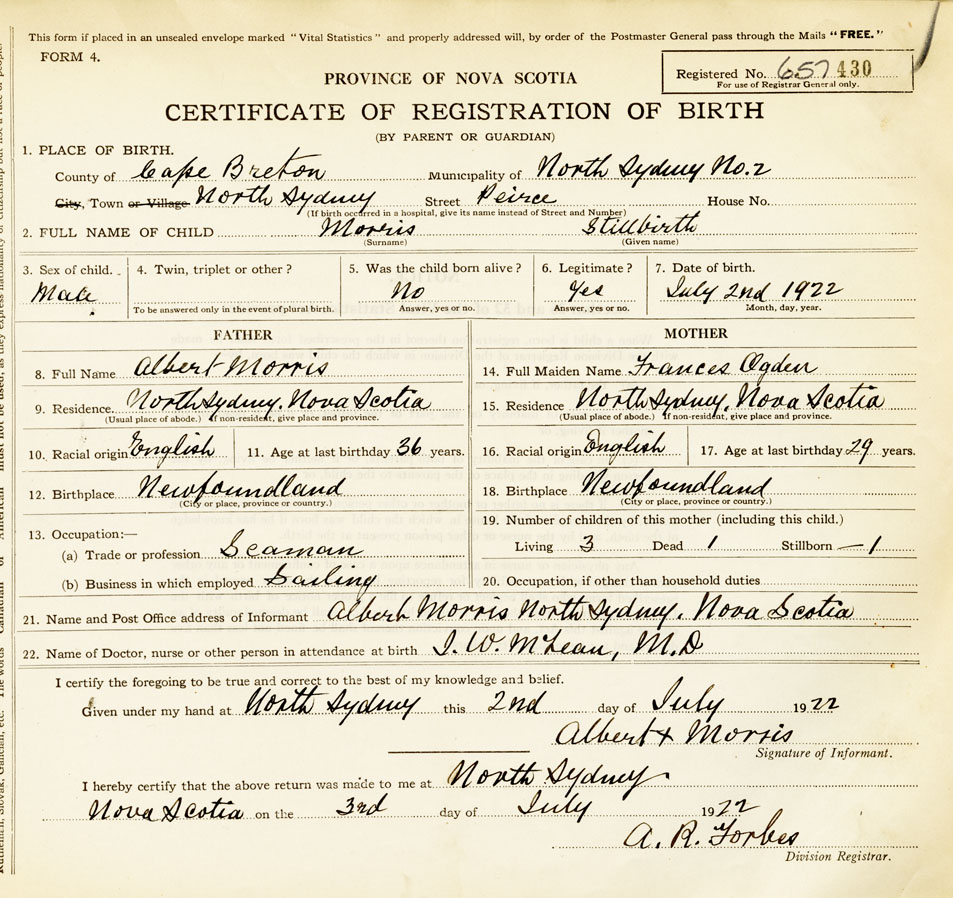 This form if placed in an unsealed envelope marked "Vital Statistics" and properly addressed will, by order of the Postmaster General pass through the Mails "FREE."
FORM 4.
PROVINCE OF NOVA SCOTIA
Registered No. 657 430
For use of Registrar General only.
CERTIFICATE OF REGISTRATION OF BIRTH
(BY PARENT OR GUARDIAN)
1. PLACE OF BIRTH.
County of Cape Breton Municipality of North Sydney No. 2
City, Town or Village North Sydney Street Peirce House No.
(If birth occurred in a hospital, give its name instead of Street and Number)
2. FULL NAME OF CHILD Morris Stillbirth
(Surname) (Given name)
3. Sex of child. 4. Twin, triplet or other? 5. Was the child born alive? 6. Legitimate? 7. Date of birth.
Male No Yes July 2nd 1922
To be answered only in the event of plural birth. Answer, yes or no. Answer, yes or no. Month, day, year.
FATHER MOTHER
8. Full Name Albert Morris 14. Full Maiden Name Frances Ogden
9. Residence North Sydney, Nova Scotia 15. Residence North Sydney, Nova Scotia
(Usual place of abode.) If non-resident, give place and province. (Usual place of abode.) If non-resident, give place and province.
10. Racial origin English 11. Age at last birthday 36 years. 16. Racial origin English 17. Age at last birthday 29 years.
12. Birthplace Newfoundland 18. Birthplace Newfoundland
(City or place, province or country.) (City or place, province or country.)
13. Occupation:— 19. Number of children of this mother (including this child.)
(a) Trade or profession Seaman Living 3 Dead 1 Stillborn — 1
(b) Business in which employed Sailing 20. Occupation, if other than household duties
21. Name and Post Office address of Informant Albert Morris North Sydney. Nova Scotia
22. Name of Doctor, nurse or other person in attendance at birth J. W. McLean, M.D
I certify the foregoing to be true and correct to the best of my knowledge and belief.
Given under my hand at North Sydney this 2nd day of July 1922
Albert x Morris
Signature of Informant.
I hereby certify that the above return was made to me at North Sydney
Nova Scotia on the 3rd day of July 1922
A. R. Forbes
Division Registrar.